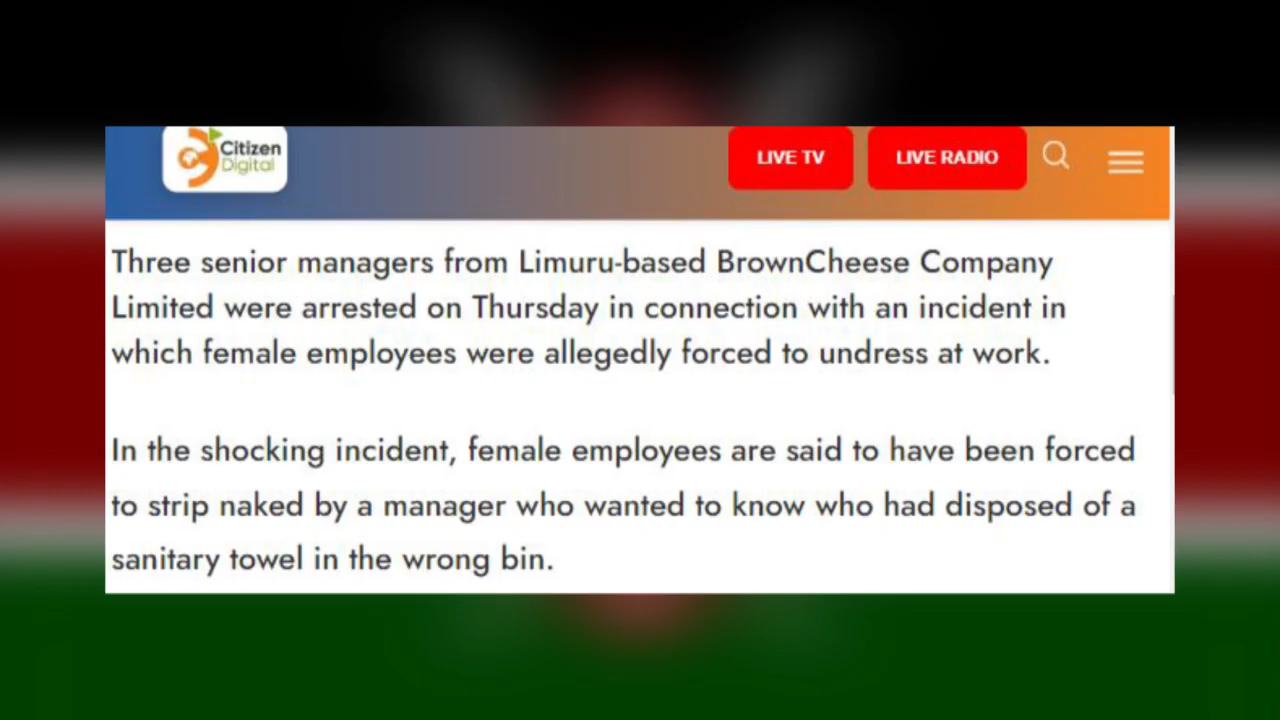 Citizen
Digital
LIVE TV
LIVE RADIO
Three senior managers from Limuru-based BrownCheese Company
Limited were arrested on Thursday in connection with an incident in
which female employees were allegedly forced to undress at work.
In the shocking incident, female employees are said to have been forced
to strip naked by a manager who wanted to know who had disposed of a
sanitary towel in the wrong bin.